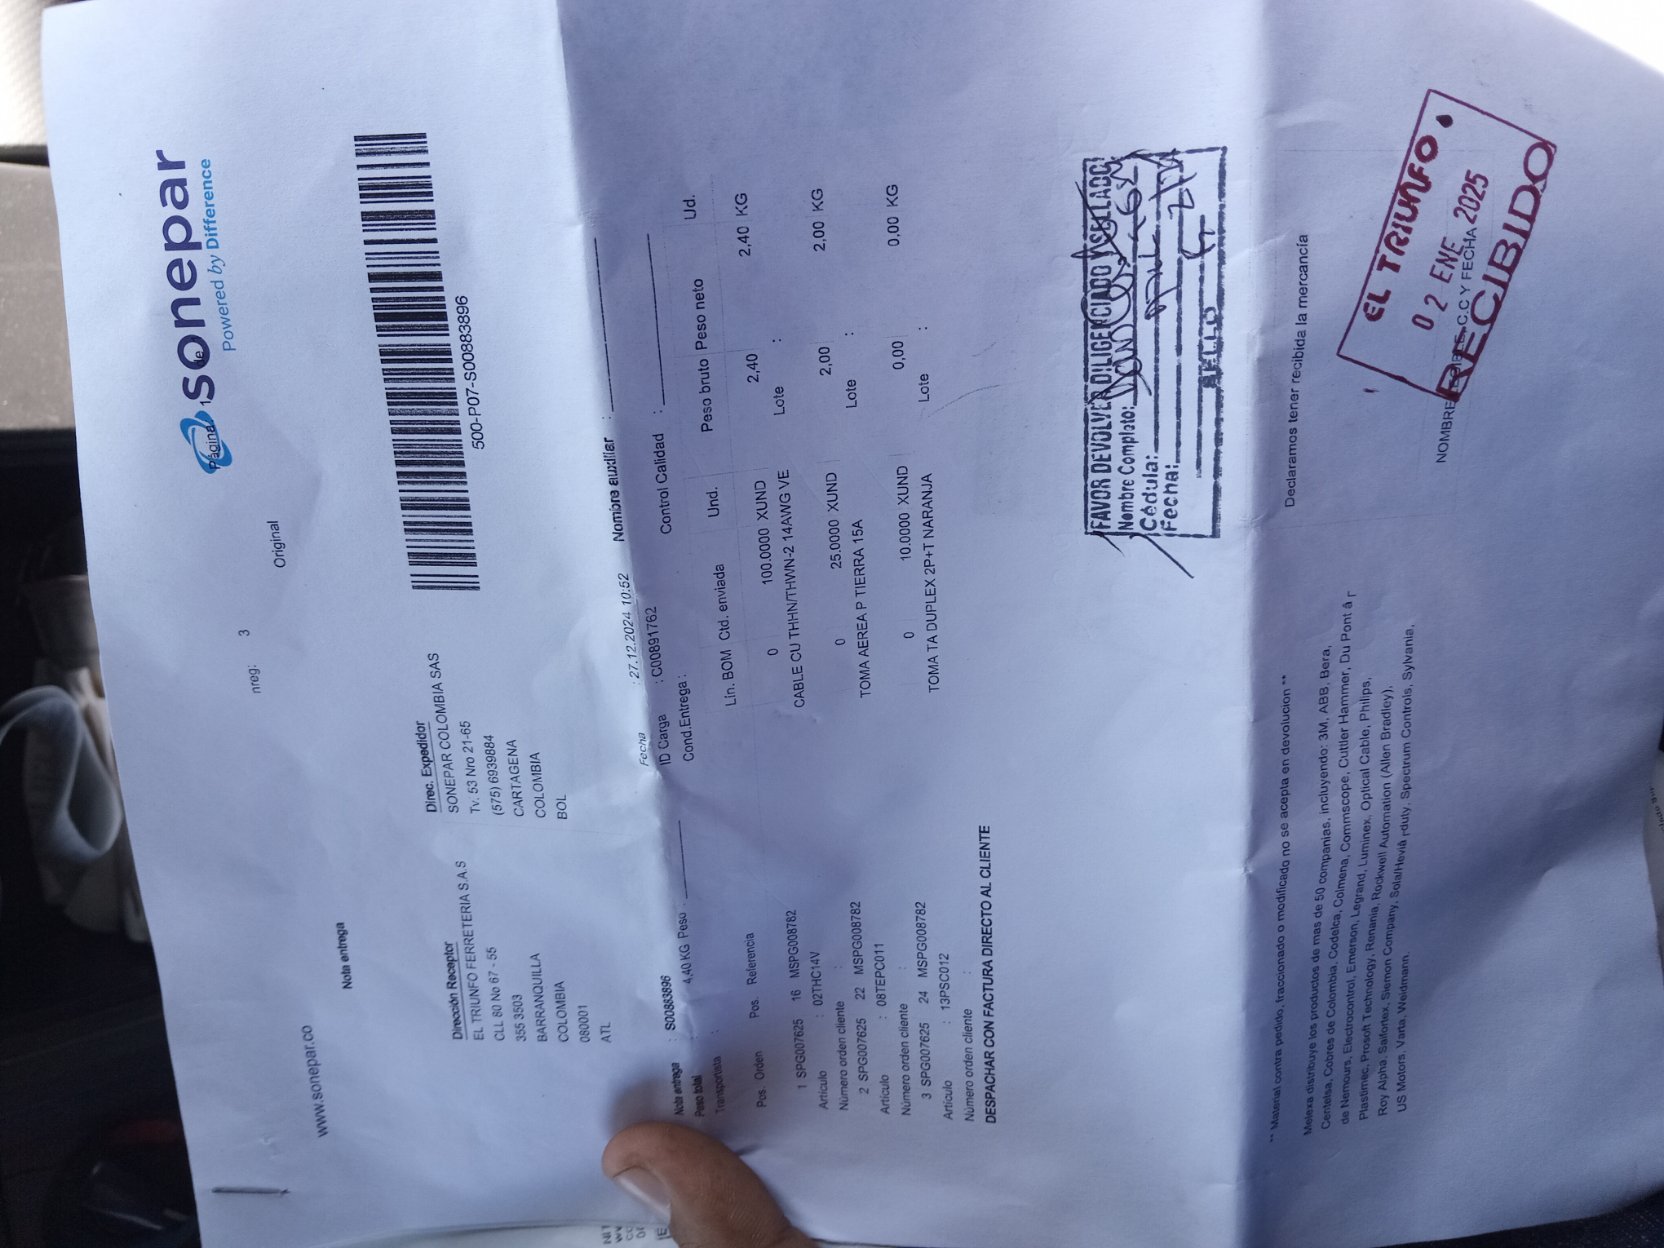 sonepar
Página 1 de
Powered by Difference
Original
nreg: 3
www.sonepar.co
Nota entrega
500-P07-S00883896
Dirección Receptor
EL TRIUNFO FERRETERIA S.A.S
CLL 80 No 67 - 55
355 3503
BARRANQUILLA
COLOMBIA
080001
ATL
Direc. Expedidor
SONEPAR COLOMBIA SAS
Tv. 53 Nro 21-65
(575) 6939884
CARTAGENA
COLOMBIA
BOL
Nota entrega : S00883896
Fecha : 27.12.2024 10:52 Nombre auxiliar :
Peso total : 4,40 KG Peso :
ID Carga : C00891762 Control Calidad :
Transportista :
Cond.Entrega :
Pos. Orden Pos. Referencia Lin. BOM Ctd. enviada Und. Peso bruto Peso neto Ud.
1 SPG007625 16 MSPG008782 0 100.0000 XUND 2,40 2,40 KG
Artículo : 02THC14V CABLE CU THHN/THWN-2 14AWG VE Lote :
Número orden cliente :
2 SPG007625 22 MSPG008782 0 25.0000 XUND 2,00 2,00 KG
Artículo : 08TEPC011 TOMA AEREA P TIERRA 15A Lote :
Número orden cliente :
3 SPG007625 24 MSPG008782 0 10.0000 XUND 0,00 0,00 KG
Artículo : 13PSC012 TOMA TA DUPLEX 2P+T NARANJA Lote :
Número orden cliente :
DESPACHAR CON FACTURA DIRECTO AL CLIENTE
FAVOR DEVOLVER DILIGENCIADO Y SELLADO
Nombre Completo:
Cédula:
Fecha:
SELLO
** Material contra pedido, fraccionado o modificado no se acepta en devolucion **
Declaramos tener recibida la mercancía
Melexa distribuye los productos de mas de 50 companias, incluyendo: 3M, ABB, Bera,
Centelsa, Cobres de Colombia, Codelca, Colmena, Commscope, Cuttler Hammer, Du Pont â r
de Nemours, Electrocontrol, Emerson, Legrand, Luminex, Optical Cable, Philips,
Plastimec, Prosoft Technology, Renania, Rockwell Automation (Allen Bradley),
Roy Alpha, Saifortex, Siemon Company, Sola/Heviâ rduty, Spectrum Controls, Sylvania,
US Motors, Varta, Weidmann.
EL TRIUNFO
02 ENE 2025
NOMBRE C.C Y FECHA
RECIBIDO